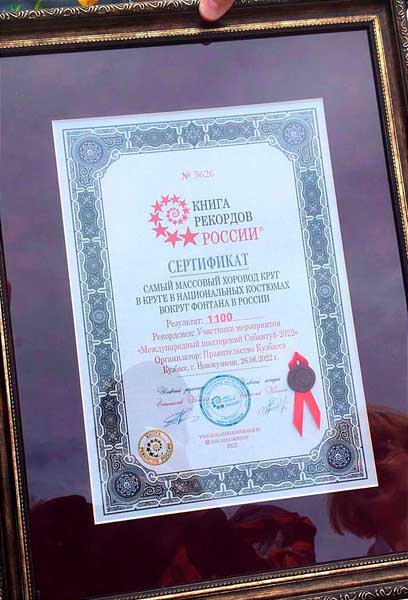 № 3626
КНИГА
РЕКОРДОВ
РОССИИ®
СЕРТИФИКАТ
САМЫЙ МАССОВЫЙ ХОРОВОД КРУГ
В КРУГЕ В НАЦИОНАЛЬНЫХ КОСТЮМАХ
ВОКРУГ ФОНТАНА В РОССИИ
Результат: 1100
Рекордсмен: Участники мероприятия
«Международный шахтерский Сабантуй-2022»
Организатор: Правительство Кузбасса
Кузбасс, г. Новокузнецк, 26.06.2022 г.
2022